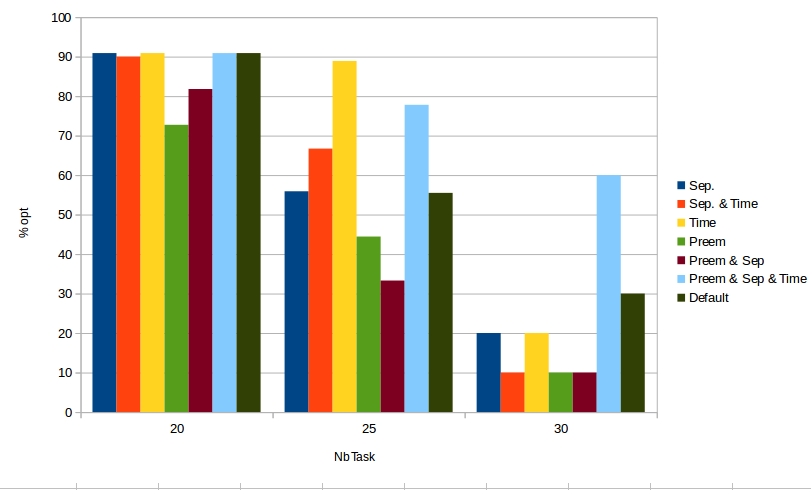 100
90
80
70
60
50
40
30
20
10
0
% opt
20
25
30
NbTask
Sep.
Sep. & Time
Time
Preem
Preem & Sep
Preem & Sep & Time
Default